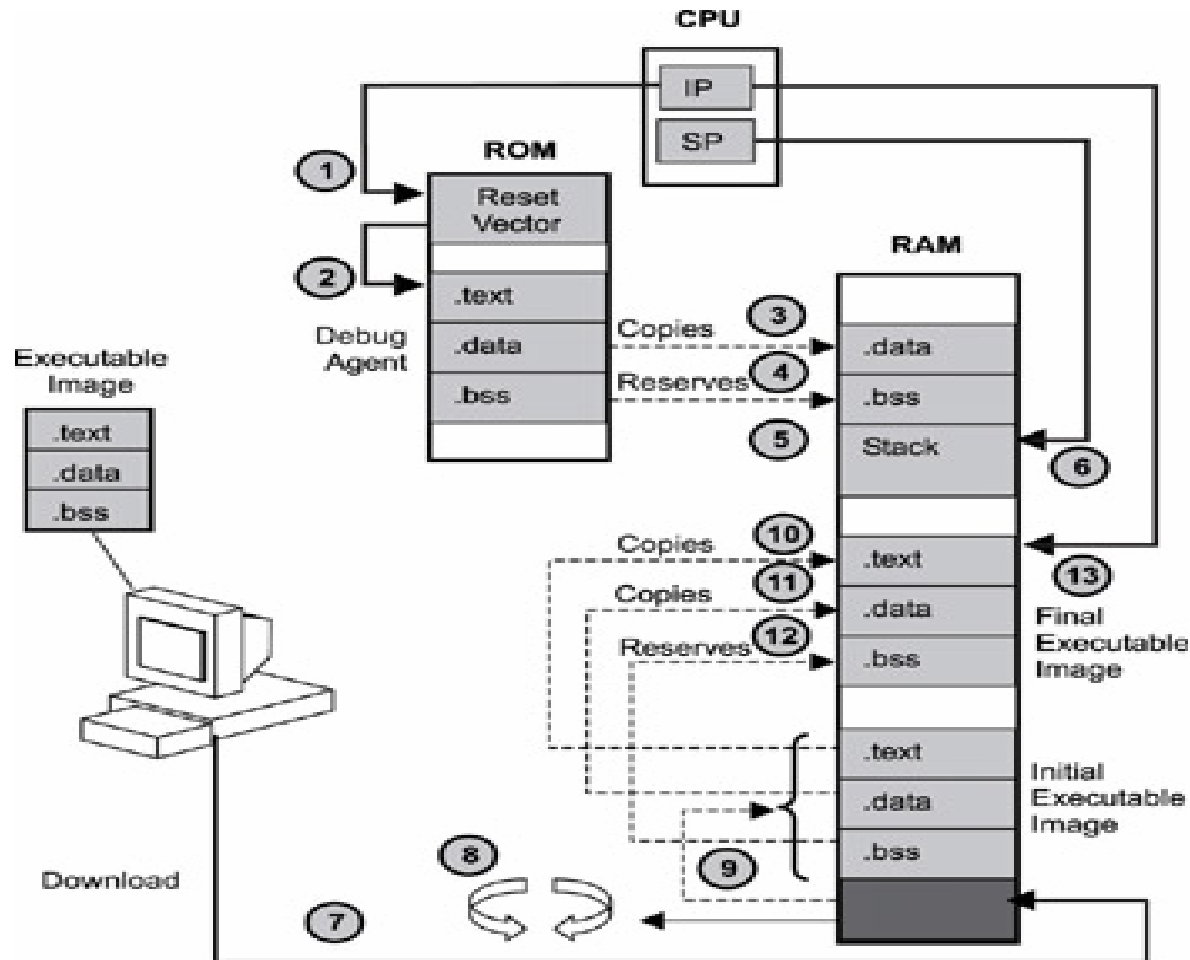 CPU
IP
SP
1
ROM
Reset
Vector
2
.text
.data
.bss
Debug
Agent
RAM
Copies
3
.data
Reserves
4
.bss
5
Stack
6
Executable
Image
.text
.data
.bss
Copies
10
.text
13
Copies
11
.data
Final
Executable
Image
Reserves
12
.bss
.text
.data
.bss
Initial
Executable
Image
8
9
Download
7